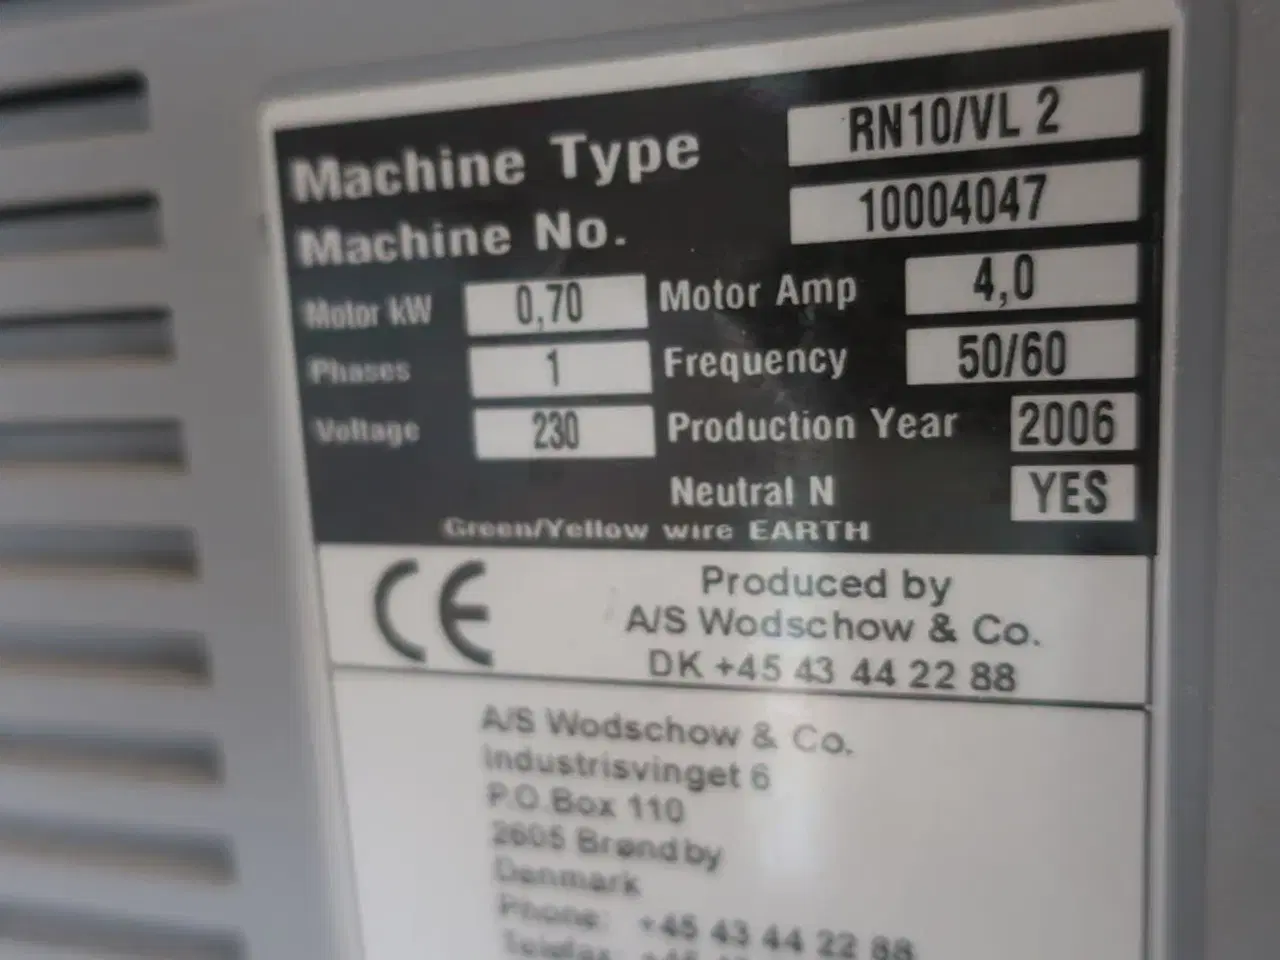 Machine Type RN10/VL 2
Machine No. 10004047
Motor kW 0,70 Motor Amp 4,0
Phases 1 Frequency 50/60
Voltage 230 Production Year 2006
Neutral N YES
Green/Yellow wire EARTH
CE
Produced by
A/S Wodschow & Co.
DK +45 43 44 22 88
A/S Wodschow & Co.
Industrisvinget 6
P.O.Box 110
2605 Brøndby
Denmark
Phone: +45 43 44 22 88
Telefax: +45